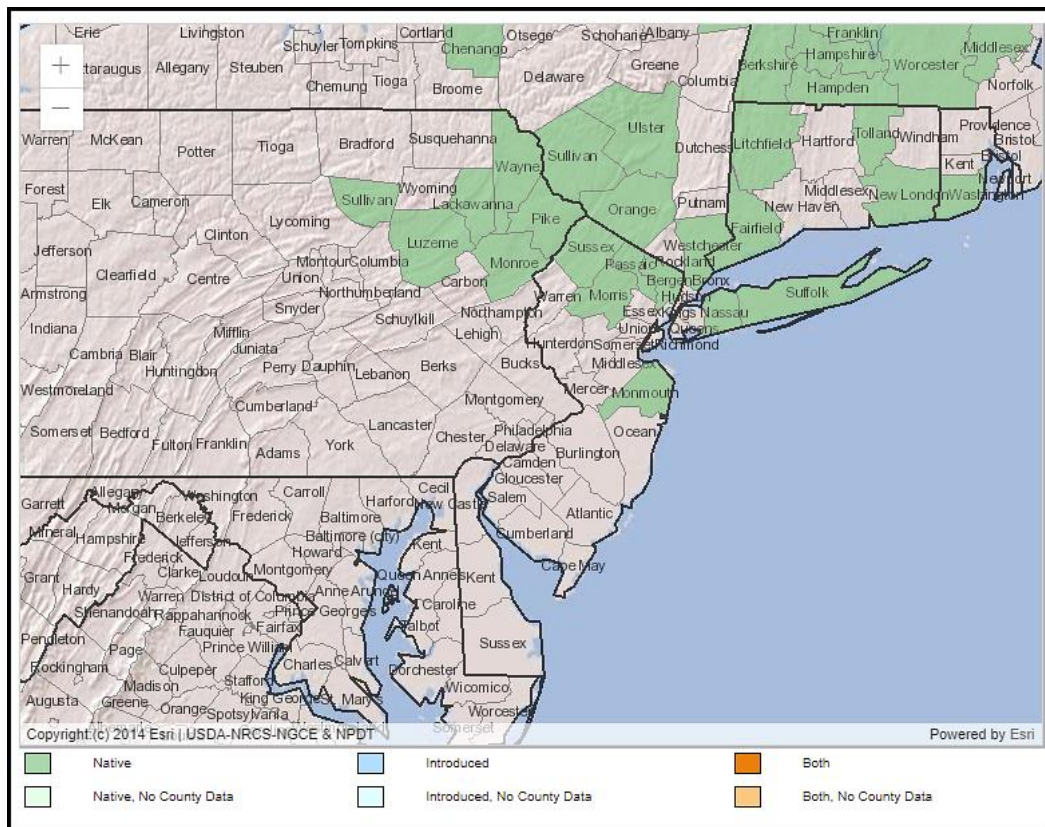 Erie Livingston Schuyler Tompkins Cortland Chenango Otsego Schoharie Albany Berkshire Franklin Hampshire Middlesex
+
ttaraugus Allegany Steuben Chemung Tioga Broome Delaware Greene Columbia Hampden Worcester Norfolk
−
Warren McKean Potter Tioga Bradford Susquehanna Wayne Sullivan Ulster Dutchess Litchfield Hartford Tolland Windham Providence Bristol
Kent Bristol
Forest Elk Cameron Sullivan Wyoming Lackawanna Pike Orange Putnam Fairfield New Haven Middlesex New London Washington Newport
Jefferson Clearfield Clinton Centre Lycoming Union Montour Columbia Luzerne Monroe Sussex Passaic Rockland Westchester
Armstrong Snyder Northumberland Carbon Warren Morris Bergen Bronx Hudson Suffolk
Indiana Mifflin Schuylkill Northampton Essex Kings Nassau
Juniata Lehigh Hunterdon Union Somerset Queens Richmond
Cambria Blair Huntingdon Perry Dauphin Lebanon Berks Bucks Middlesex
Westmoreland Cumberland Montgomery Mercer Monmouth
Somerset Bedford Fulton Franklin Adams York Lancaster Chester Philadelphia Delaware Burlington Ocean
Camden
Garrett Allegany Morgan Washington Carroll Harford Cecil New Castle Gloucester Salem
Mineral Hampshire Berkeley Jefferson Frederick Baltimore Atlantic
Baltimore (city) Cumberland
Frederick Howard Kent Cape May
Grant Hardy Clarke Loudoun Montgomery Queen Annes Kent
Warren District of Columbia Anne Arundel Caroline
Shenandoah Rappahannock Prince Georges Talbot
Pendleton Page Fauquier Fairfax Sussex
Rockingham Culpeper Prince William Charles Calvert Dorchester
Augusta Madison Stafford Wicomico
Greene Orange King George St. Marys Worcester
Spotsylvania Somerset
Copyright:(c) 2014 Esri | USDA-NRCS-NGCE & NPDT Powered by Esri
Native Introduced Both
Native, No County Data Introduced, No County Data Both, No County Data